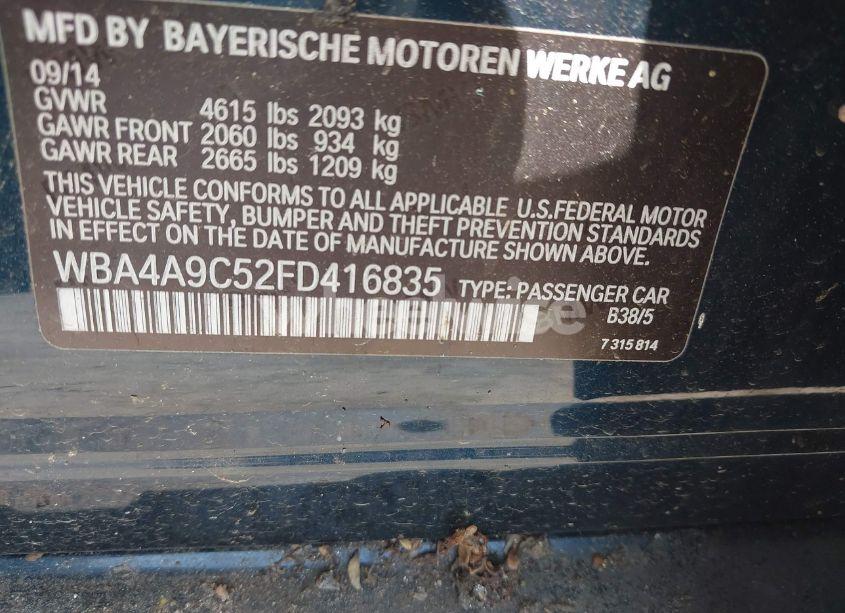 MFD BY BAYERISCHE MOTOREN WERKE AG
09/14
GVWR 4615 lbs 2093 kg
GAWR FRONT 2060 lbs 934 kg
GAWR REAR 2665 lbs 1209 kg
THIS VEHICLE CONFORMS TO ALL APPLICABLE U.S.FEDERAL MOTOR
VEHICLE SAFETY, BUMPER AND THEFT PREVENTION STANDARDS
IN EFFECT ON THE DATE OF MANUFACTURE SHOWN ABOVE.
WBA4A9C52FD416835 TYPE: PASSENGER CAR
B38/5
7 315 814